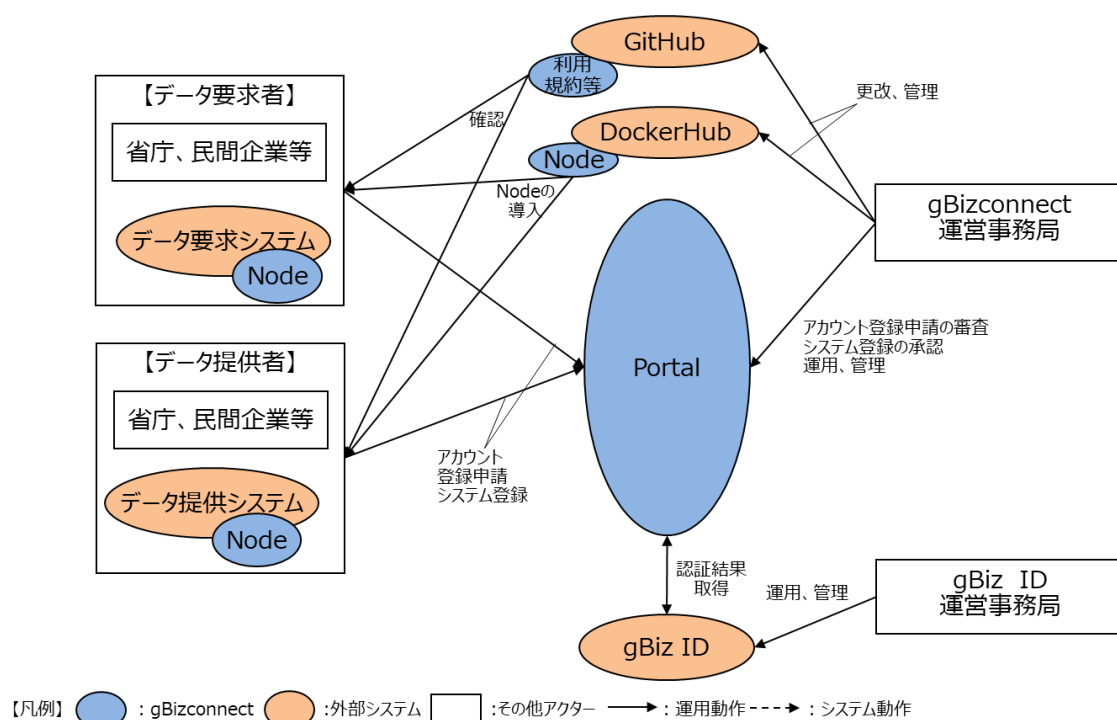 GitHub
利用
規約等
【データ要求者】
確認
更改、管理
省庁、民間企業等
DockerHub
Node
Nodeの
導入
gBizconnect
運営事務局
データ要求システム
Node
アカウント登録申請の審査
システム登録の承認
運用、管理
【データ提供者】
Portal
省庁、民間企業等
アカウント
登録申請
システム登録
データ提供システム
Node
認証結果
取得
運用、管理
gBiz ID
運営事務局
gBiz ID
【凡例】 :gBizconnect :外部システム :その他アクター :運用動作 :システム動作